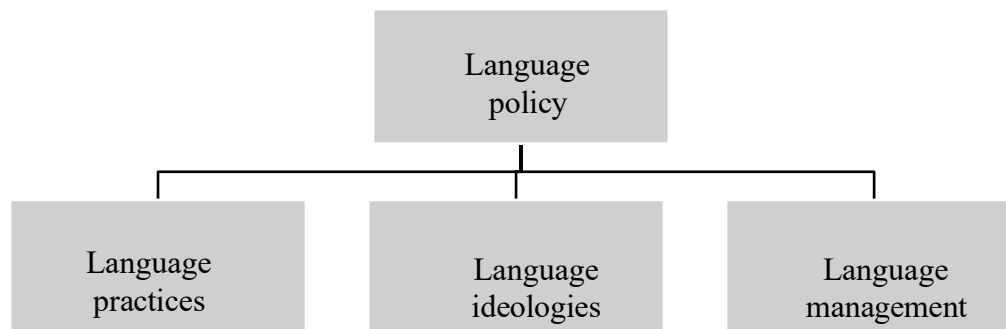 Language
policy
Language
practices
Language
ideologies
Language
management